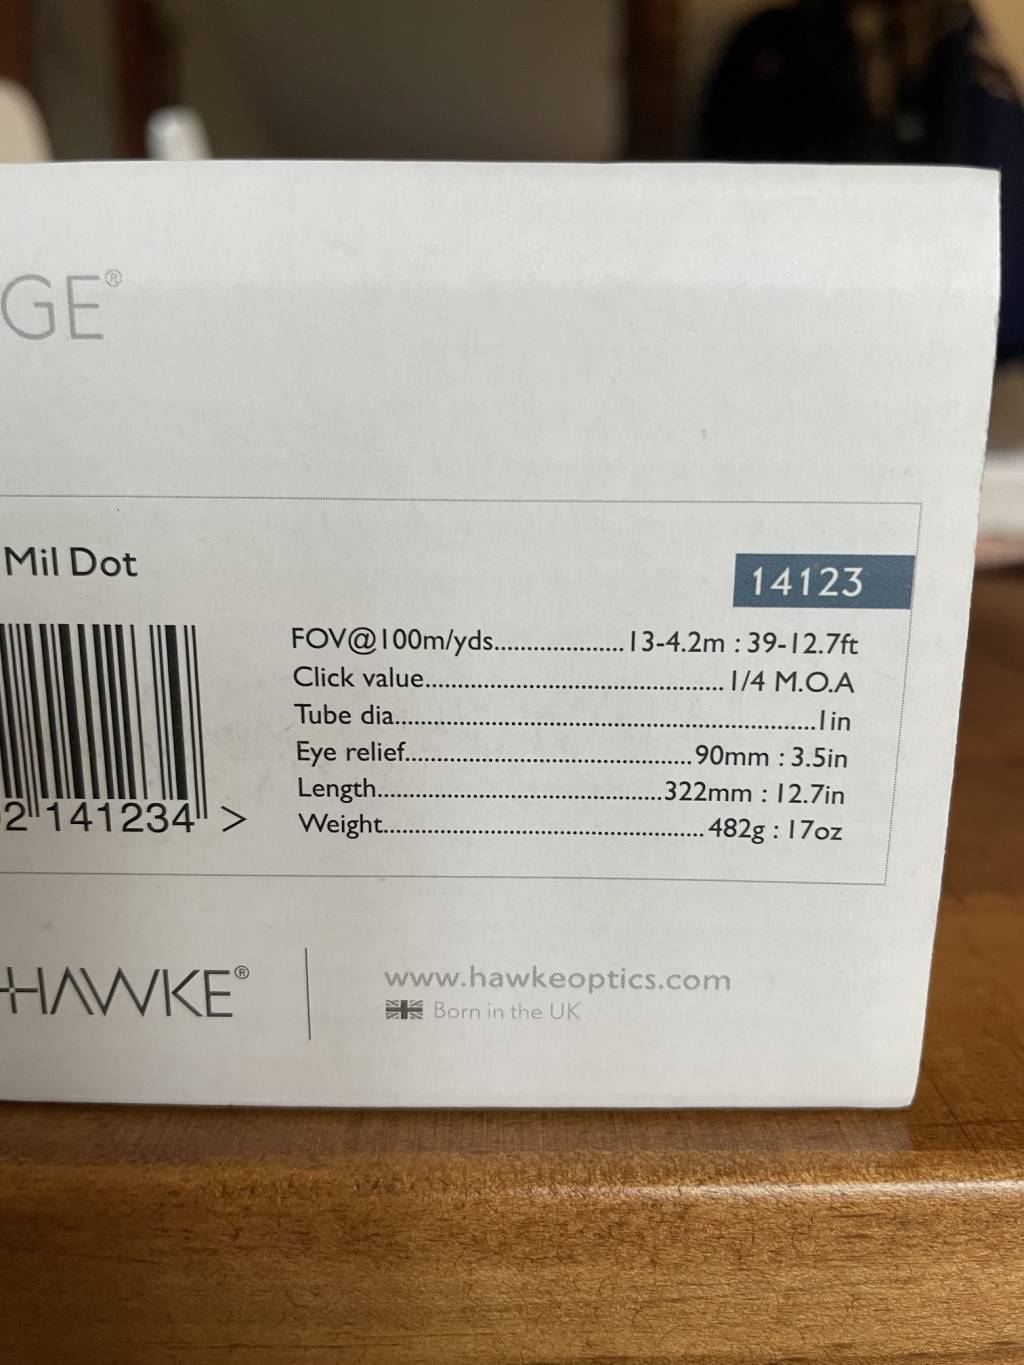 GE®
Mil Dot
14123
FOV@100m/yds....................13-4.2m : 39-12.7ft
Click value.............................................1/4 M.O.A
Tube dia................................................................1in
Eye relief...........................................90mm : 3.5in
Length...........................................322mm : 12.7in
Weight................................................482g : 17oz
2 141234 >
HAWKE®
www.hawkeoptics.com
Born in the UK